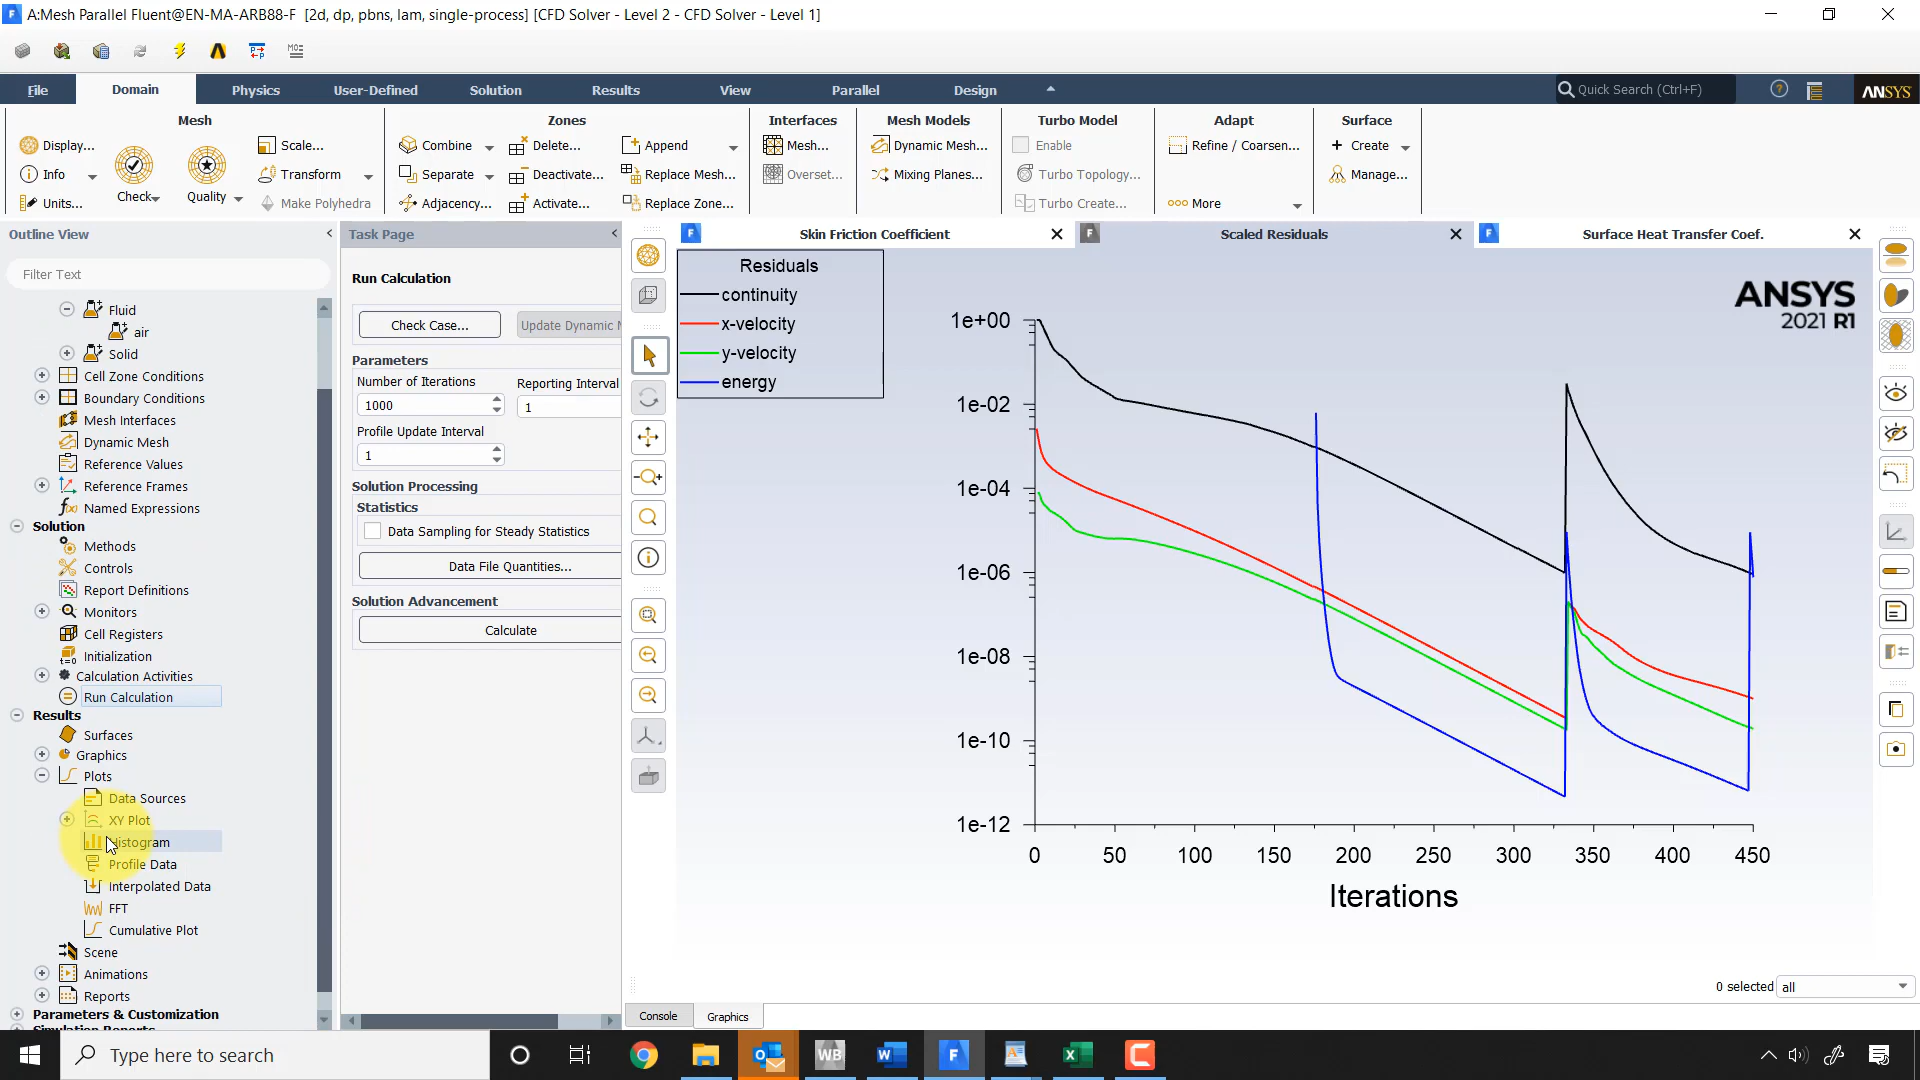 A:Mesh Parallel Fluent@EN-MA-ARB88-F [2d, dp, pbns, lam, single-process] [CFD Solver - Level 2 - CFD Solver - Level 1]
File Domain Physics User-Defined Solution Results View Parallel Design Quick Search (Ctrl+F) ANSYS
Mesh Zones Interfaces Mesh Models Turbo Model Adapt Surface
Display... Scale... Combine Delete... Append Mesh... Dynamic Mesh... Enable Refine / Coarsen... Create
Info Transform Separate Deactivate... Replace Mesh... Overset... Mixing Planes... Turbo Topology... Manage...
Check Quality
Units... Make Polyhedra Adjacency... Activate... Replace Zone... Turbo Create... More
Outline View
Filter Text
Fluid
air
Solid
Cell Zone Conditions
Boundary Conditions
Mesh Interfaces
Dynamic Mesh
Reference Values
Reference Frames
Named Expressions
Solution
Methods
Controls
Report Definitions
Monitors
Cell Registers
Initialization
Calculation Activities
Run Calculation
Results
Surfaces
Graphics
Plots
Data Sources
XY Plot
Histogram
Profile Data
Interpolated Data
FFT
Cumulative Plot
Scene
Animations
Reports
Parameters & Customization
Simulation Reports
Task Page
Run Calculation
Check Case... Update Dynamic
Parameters
Number of Iterations Reporting Interval
1000 1
Profile Update Interval
1
Solution Processing
Statistics
Data Sampling for Steady Statistics
Data File Quantities...
Solution Advancement
Calculate
Skin Friction Coefficient Scaled Residuals Surface Heat Transfer Coef.
Residuals
continuity
x-velocity
y-velocity
energy
ANSYS
2021 R1
1e+00
1e-02
1e-04
1e-06
1e-08
1e-10
1e-12
0 50 100 150 200 250 300 350 400 450
Iterations
0 selected all
Console Graphics
Type here to search